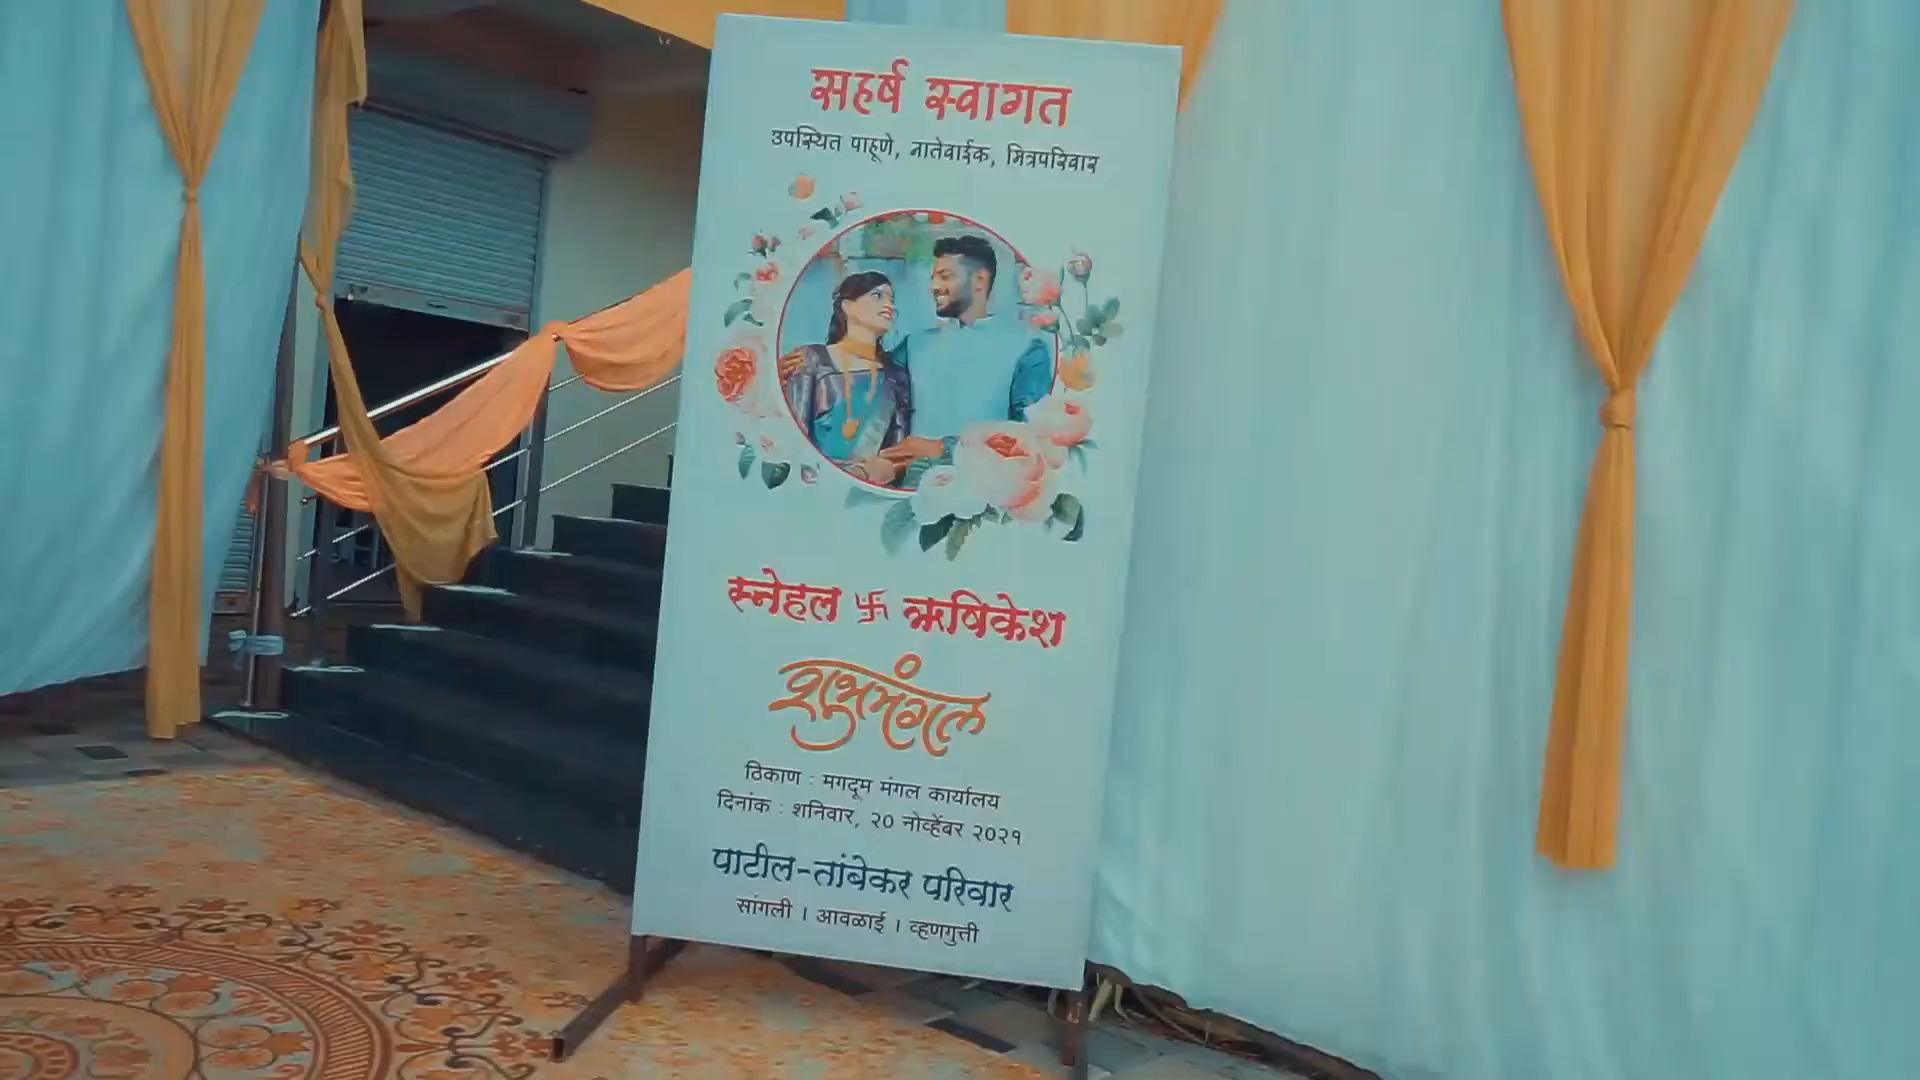 सहर्ष स्वागत
उपस्थित पाहूणे, नातेवाईक, मित्रपरिवार
स्नेहल 卐 ऋषिकेश
शुभमंगल
ठिकाण : मगदूम मंगल कार्यालय
दिनांक : शनिवार, २० नोव्हेंबर २०२१
पाटील-तांबेकर परिवार
सांगली । आवळाई । व्हणगुत्ती